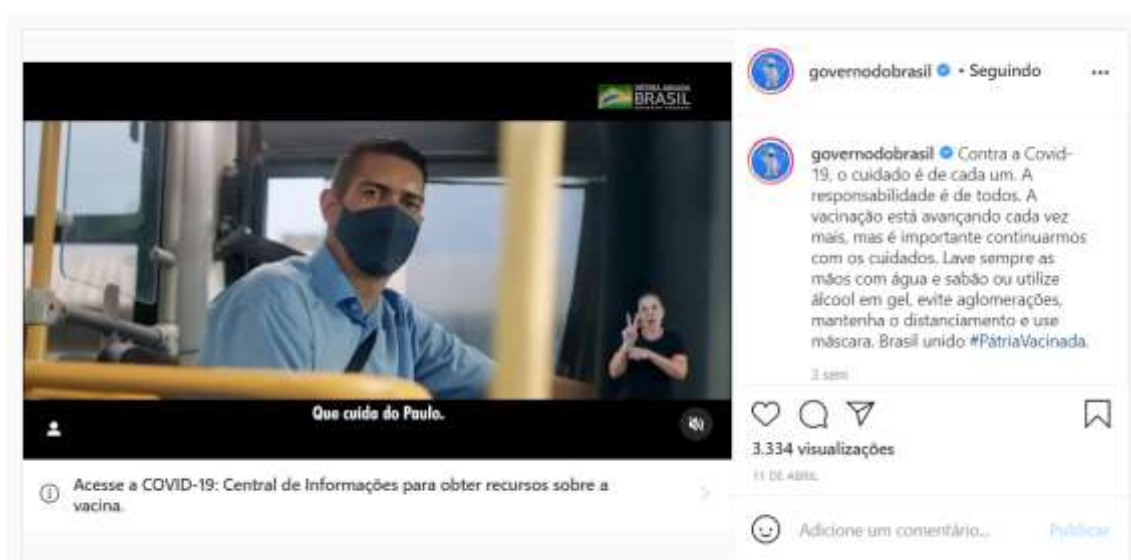 BRASIL
Que cuida do Paulo.
Acesse a COVID-19: Central de Informações para obter recursos sobre a
vacina.
governodobrasil • Seguindo
governodobrasil Contra a Covid-
19, o cuidado é de cada um. A
responsabilidade é de todos. A
vacinação está avançando cada vez
mais, mas é importante continuarmos
com os cuidados. Lave sempre as
mãos com água e sabão ou utilize
álcool em gel, evite aglomerações,
mantenha o distanciamento e use
máscara. Brasil unido #PátriaVacinada.
3 sem
3.334 visualizações
11 DE ABRIL
Adicione um comentário...
Publicar